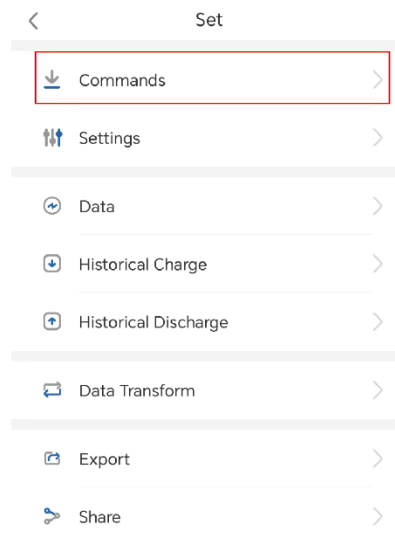 Set
Commands
Settings
Data
Historical Charge
Historical Discharge
Data Transform
Export
Share